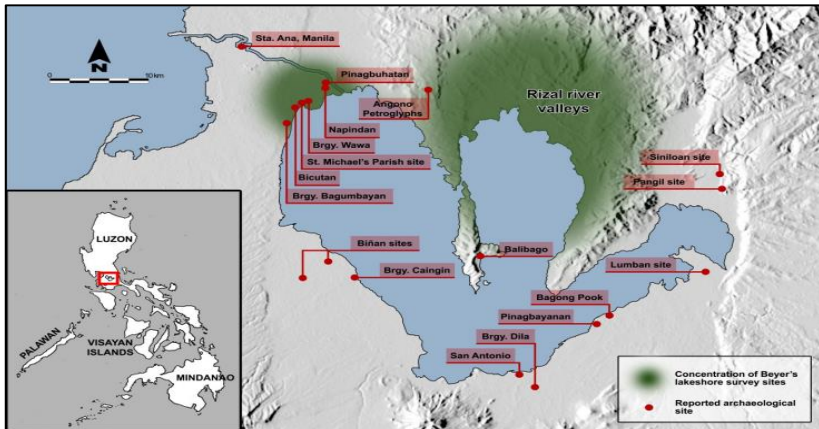 Sta. Ana, Manila
N
0
10km
Pinagbuhatan
Angono
Petroglyphs
Rizal river
valleys
Napindan
Brgy. Wawa
St. Michael's Parish site
Bicutan
Brgy. Bagumbayan
Siniloan site
Pangil site
Biñan sites
Balibago
Brgy. Caingin
Lumban site
Bagong Pook
Pinagbayanan
Brgy. Dila
San Antonio
LUZON
PALAWAN
VISAYAN
ISLANDS
MINDANAO
Concentration of Beyer's
lakeshore survey sites
Reported archaeological
site